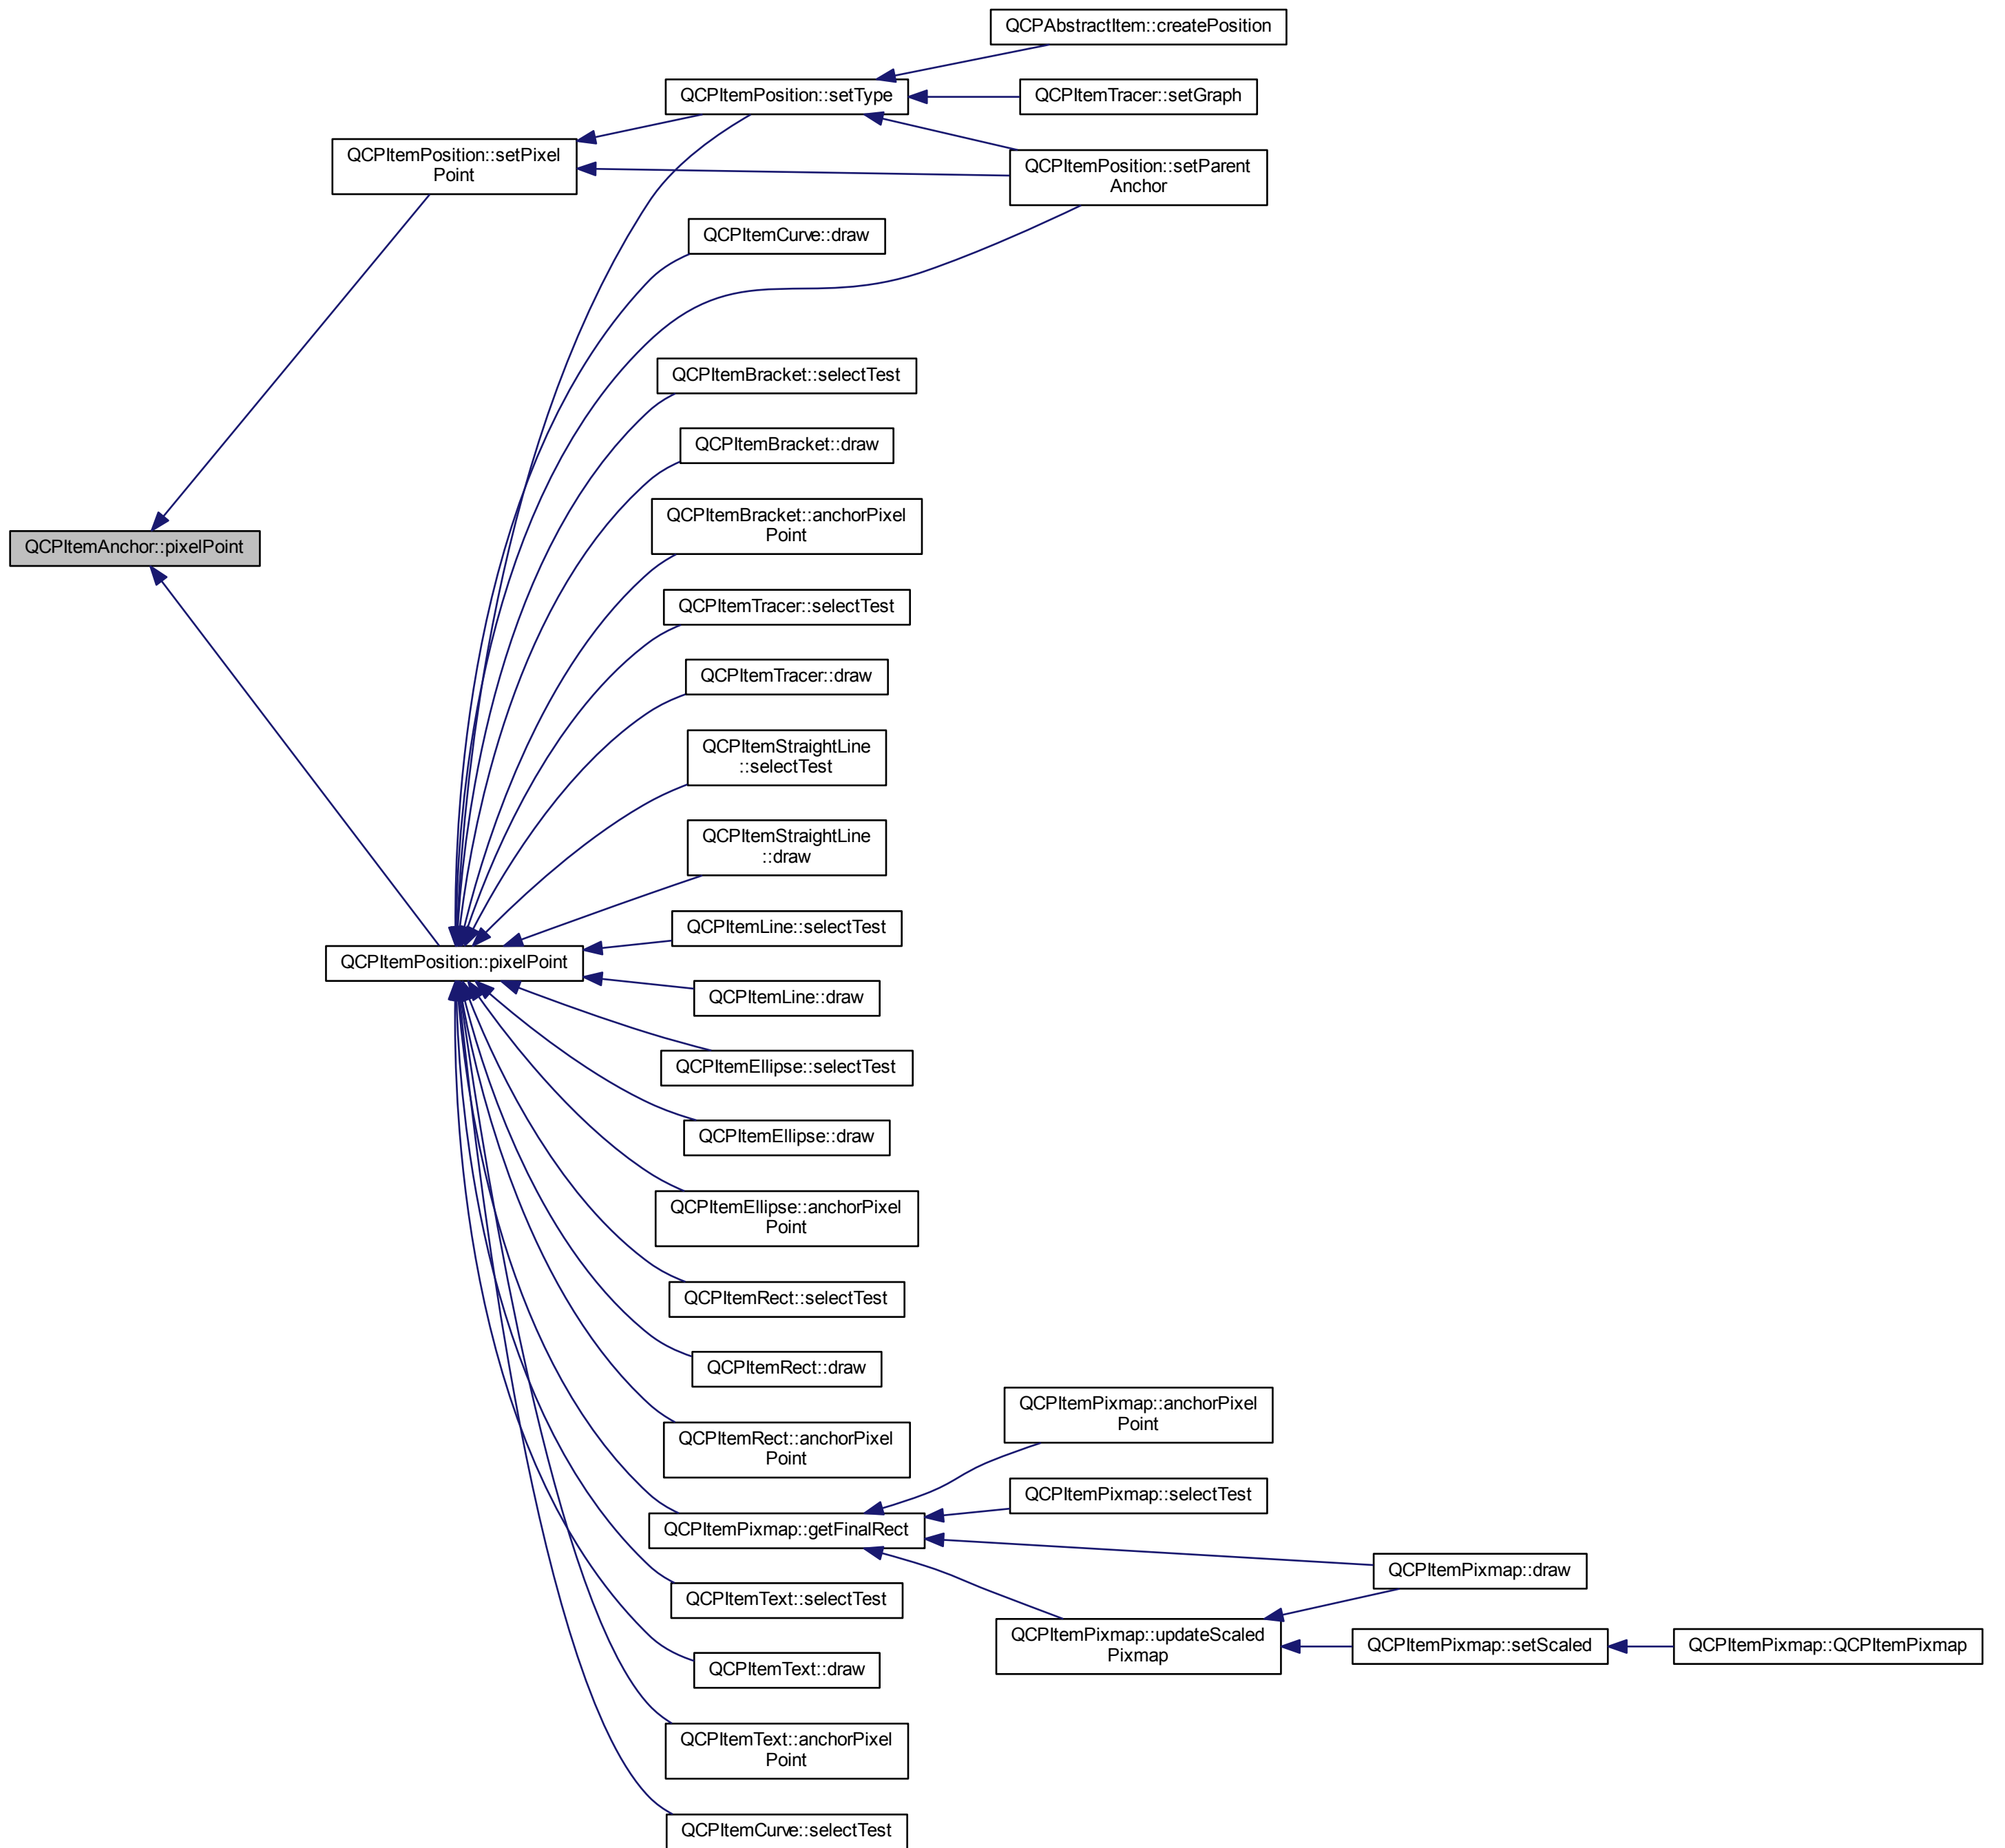 QCPAbstractItem::createPosition
QCPItemPosition::setType
QCPItemTracer::setGraph
QCPItemPosition::setPixel
Point
QCPItemPosition::setParent
Anchor
QCPItemCurve::draw
QCPItemBracket::selectTest
QCPItemBracket::draw
QCPItemBracket::anchorPixel
Point
QCPItemAnchor::pixelPoint
QCPItemTracer::selectTest
QCPItemTracer::draw
QCPItemStraightLine
::selectTest
QCPItemStraightLine
::draw
QCPItemLine::selectTest
QCPItemPosition::pixelPoint
QCPItemLine::draw
QCPItemEllipse::selectTest
QCPItemEllipse::draw
QCPItemEllipse::anchorPixel
Point
QCPItemRect::selectTest
QCPItemRect::draw
QCPItemPixmap::anchorPixel
Point
QCPItemRect::anchorPixel
Point
QCPItemPixmap::selectTest
QCPItemPixmap::getFinalRect
QCPItemPixmap::draw
QCPItemText::selectTest
QCPItemPixmap::updateScaled
Pixmap
QCPItemPixmap::setScaled
QCPItemPixmap::QCPItemPixmap
QCPItemText::draw
QCPItemText::anchorPixel
Point
QCPItemCurve::selectTest